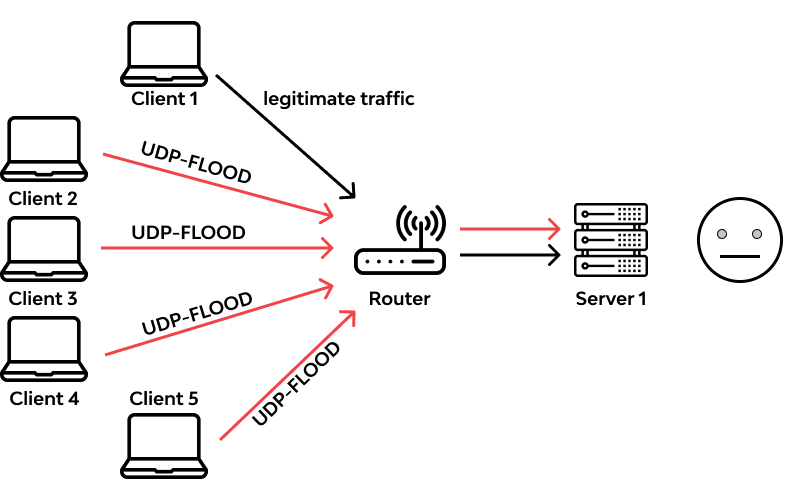 Client 1
legitimate traffic
Client 2
UDP-FLOOD
Client 3
UDP-FLOOD
Client 4
UDP-FLOOD
Client 5
UDP-FLOOD
Router
Server 1